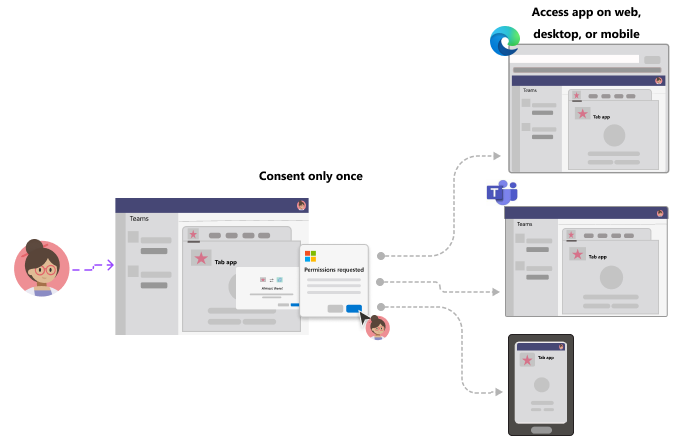 Access app on web,
desktop, or mobile
Teams
Tab app
Consent only once
Teams
Tab app
Permissions requested
Almost there!
Teams
Tab app
Tab app